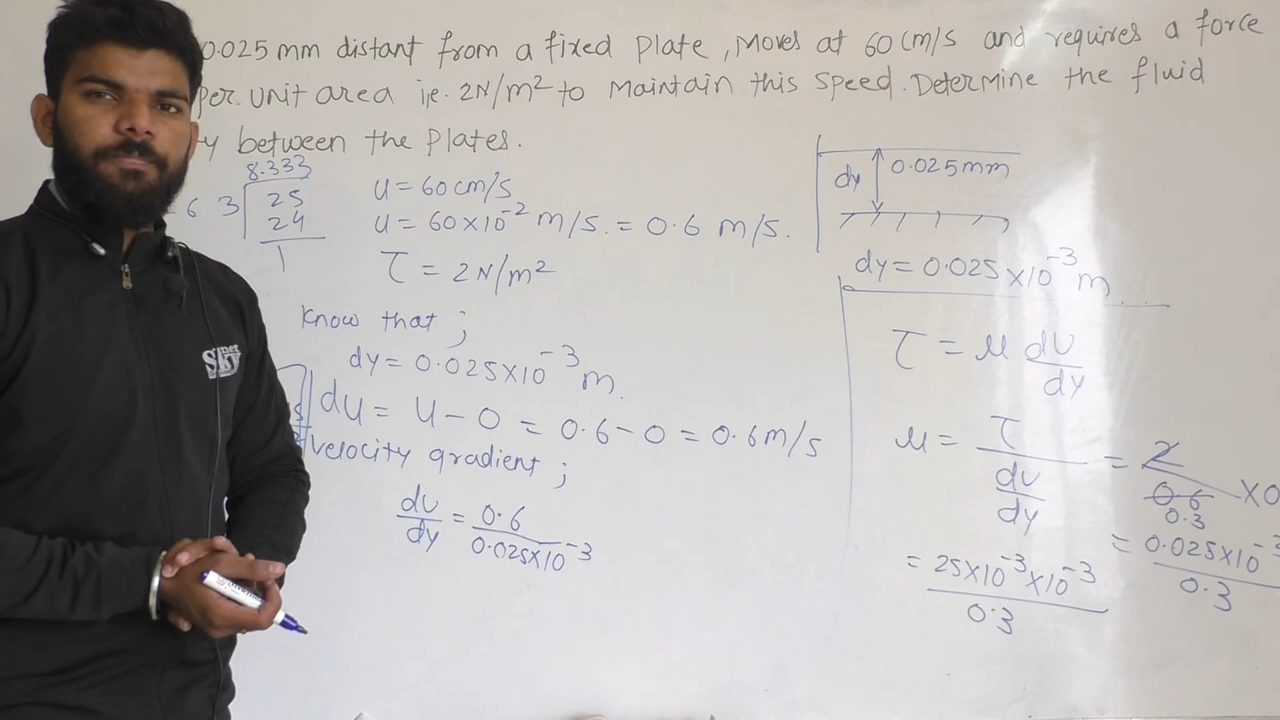 0.025 mm distant from a fixed plate, Moves at 60 cm/s and requires a force
per. unit area i.e. 2N/m² to maintain this speed. Determine the fluid
y between the plates.
8.333
6 3 25
24
1
u = 60 cm/s
u = 60×10⁻² m/s. = 0.6 m/s.
τ = 2N/m²
Know that ;
dy = 0.025×10⁻³ m.
du = u - 0 = 0.6 - 0 = 0.6 m/s
velocity gradient ;
du/dy = 0.6/0.025×10⁻³
dy 0.025 mm
dy = 0.025×10⁻³ m
τ = μ du/dy
μ = τ/(du/dy) = 2/0.6 ×0
0.3
= 0.025×10⁻³/0.3
= 25×10⁻³×10⁻³/0.3